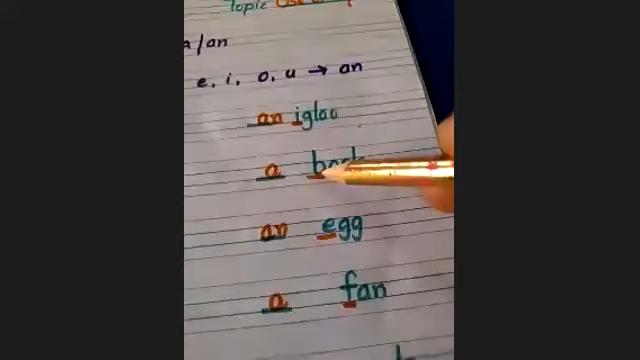 Topic
a/an
e, i, o, u → an
an igloo
a
an egg
a fan